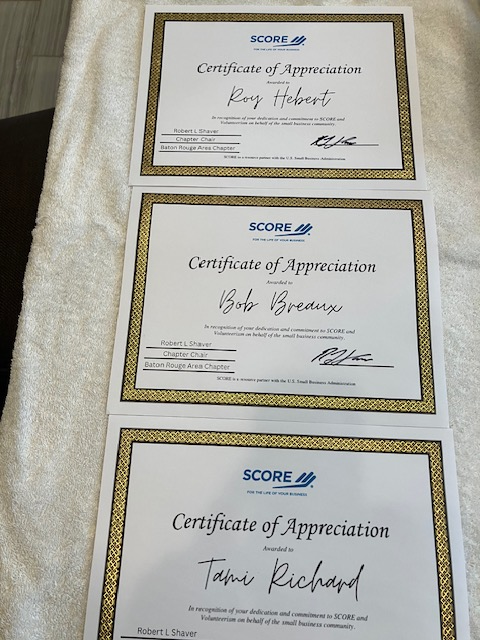 SCORE
FOR THE LIFE OF YOUR BUSINESS
Certificate of Appreciation
Awarded to
Roy Hebert
In recognition of your dedication and commitment to SCORE and
Volunteerism on behalf of the small business community.
Robert L Shaver
Chapter Chair
Baton Rouge Area Chapter
SCORE is a resource partner with the U.S. Small Business Administration
SCORE
FOR THE LIFE OF YOUR BUSINESS
Certificate of Appreciation
Awarded to
Bob Breaux
In recognition of your dedication and commitment to SCORE and
Volunteerism on behalf of the small business community.
Robert L Shaver
Chapter Chair
Baton Rouge Area Chapter
SCORE is a resource partner with the U.S. Small Business Administration
SCORE
FOR THE LIFE OF YOUR BUSINESS
Certificate of Appreciation
Awarded to
Tami Richard
In recognition of your dedication and commitment to SCORE and
Volunteerism on behalf of the small business community.
Robert L Shaver